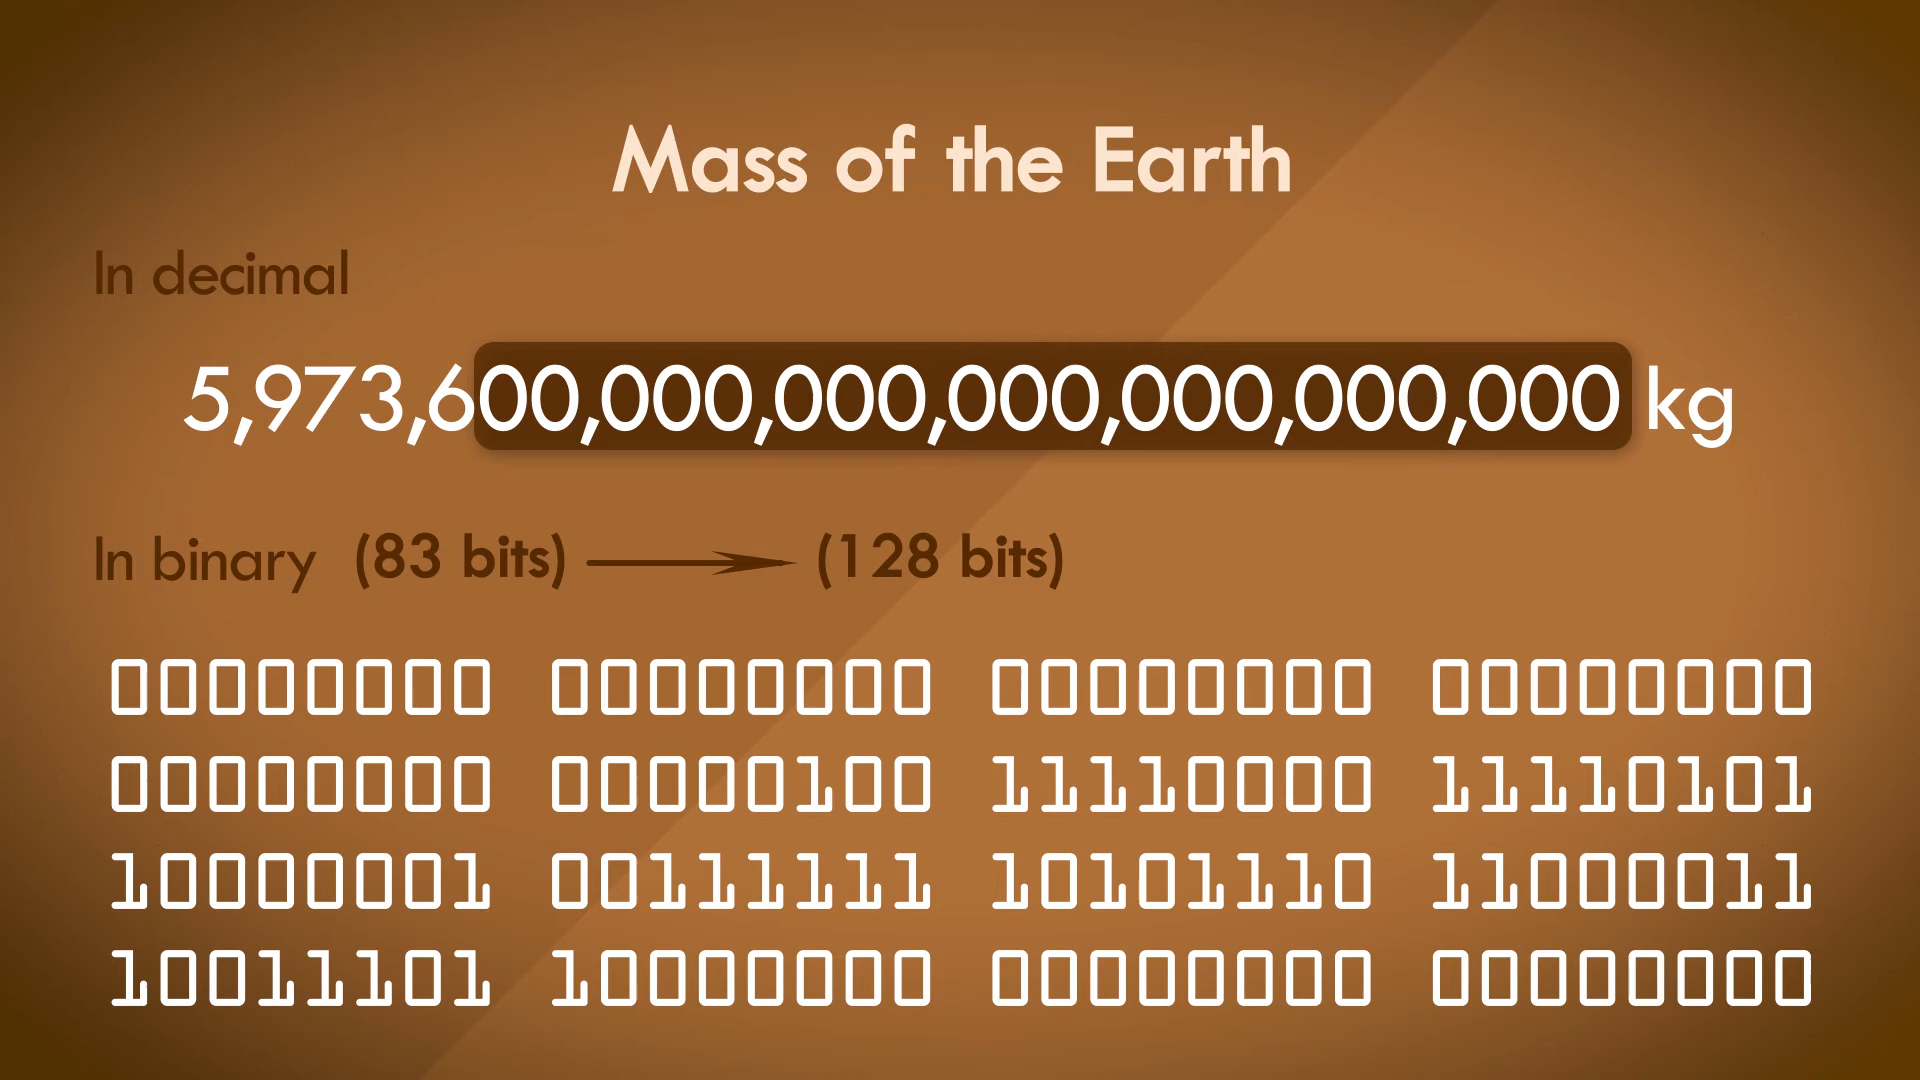 Mass of the Earth
In decimal
5,973,600,000,000,000,000,000,000 kg
In binary (83 bits) → (128 bits)
00000000 00000000 00000000 00000000
00000000 00000100 11110000 11110101
10000001 00111111 10101110 11000011
10011101 10000000 00000000 00000000